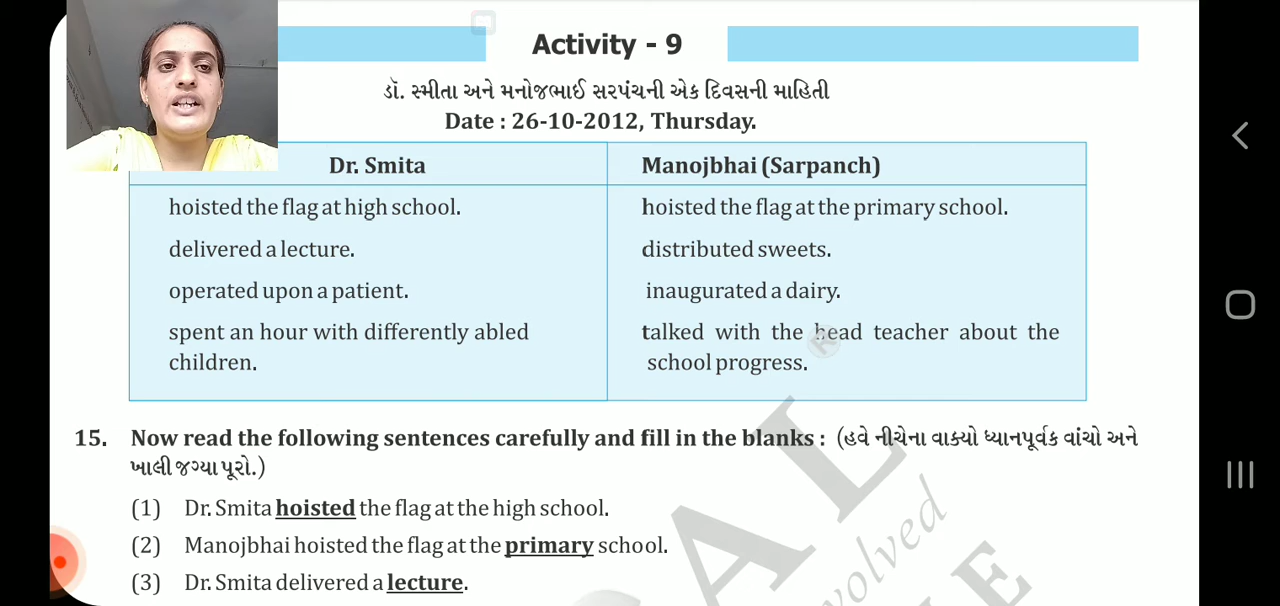 Activity - 9
ડૉ. સ્મીતા અને મનોજભાઈ સરપંચની એક દિવસની માહિતી
Date : 26-10-2012, Thursday.
Dr. Smita
hoisted the flag at high school.
delivered a lecture.
operated upon a patient.
spent an hour with differently abled
children.
Manojbhai (Sarpanch)
hoisted the flag at the primary school.
distributed sweets.
inaugurated a dairy.
talked with the head teacher about the
school progress.
15. Now read the following sentences carefully and fill in the blanks : (હવે નીચેના વાક્યો ધ્યાનપૂર્વક વાંચો અને
ખાલી જગ્યા પૂરો.)
(1) Dr. Smita hoisted the flag at the high school.
(2) Manojbhai hoisted the flag at the primary school.
(3) Dr. Smita delivered a lecture.